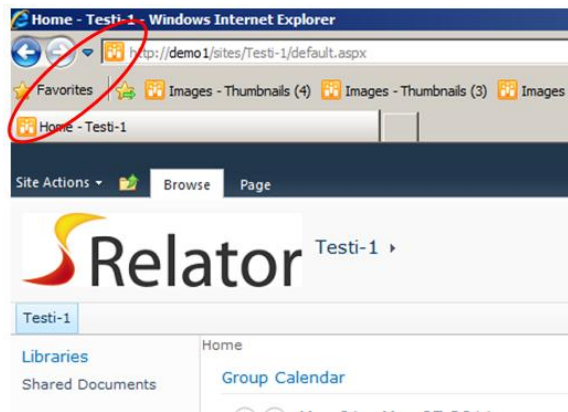 Home - Testi-1 - Windows Internet Explorer
http://demo1/sites/Testi-1/default.aspx
Favorites Images - Thumbnails (4) Images - Thumbnails (3) Images
Home - Testi-1
Site Actions Browse Page
Relator Testi-1
Testi-1
Home
Libraries
Shared Documents
Group Calendar